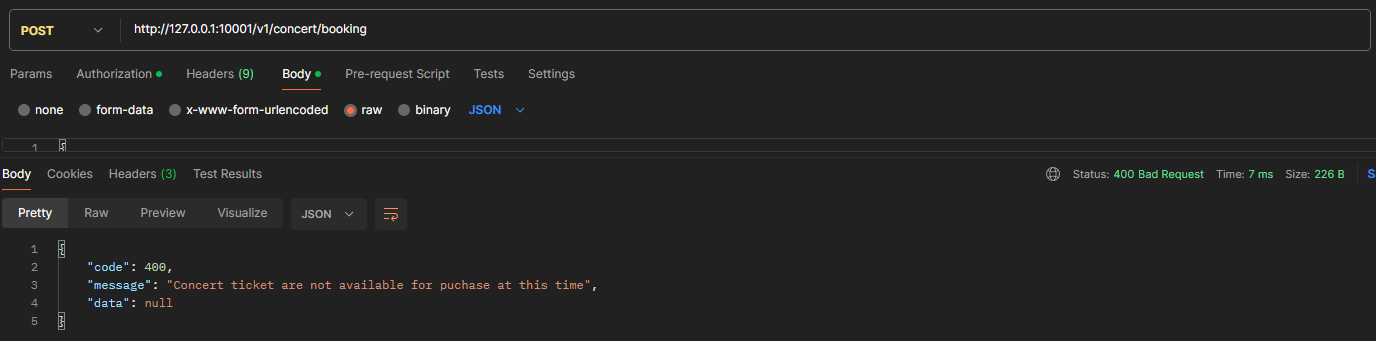 POST http://127.0.0.1:10001/v1/concert/booking
Params Authorization Headers (9) Body Pre-request Script Tests Settings
none form-data x-www-form-urlencoded raw binary JSON
1 {
Body Cookies Headers (3) Test Results Status: 400 Bad Request Time: 7 ms Size: 226 B
Pretty Raw Preview Visualize JSON
1 {
2 "code": 400,
3 "message": "Concert ticket are not available for puchase at this time",
4 "data": null
5 }